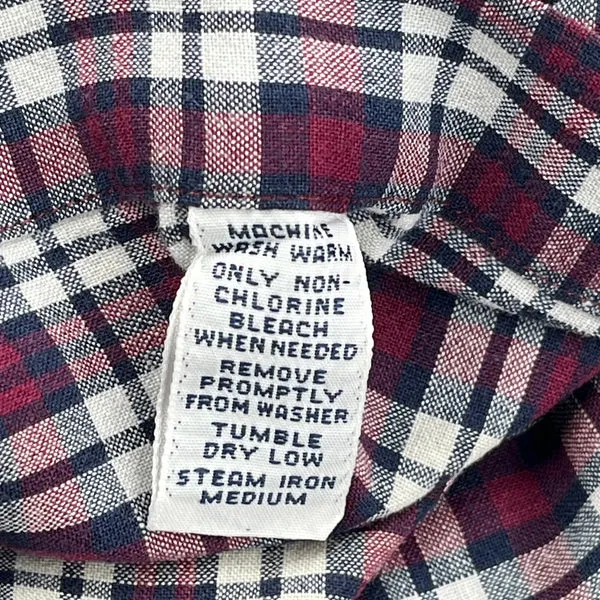 MACHINE
WASH WARM
ONLY NON-
CHLORINE
BLEACH
WHEN NEEDED
REMOVE
PROMPTLY
FROM WASHER
TUMBLE
DRY LOW
STEAM IRON
MEDIUM